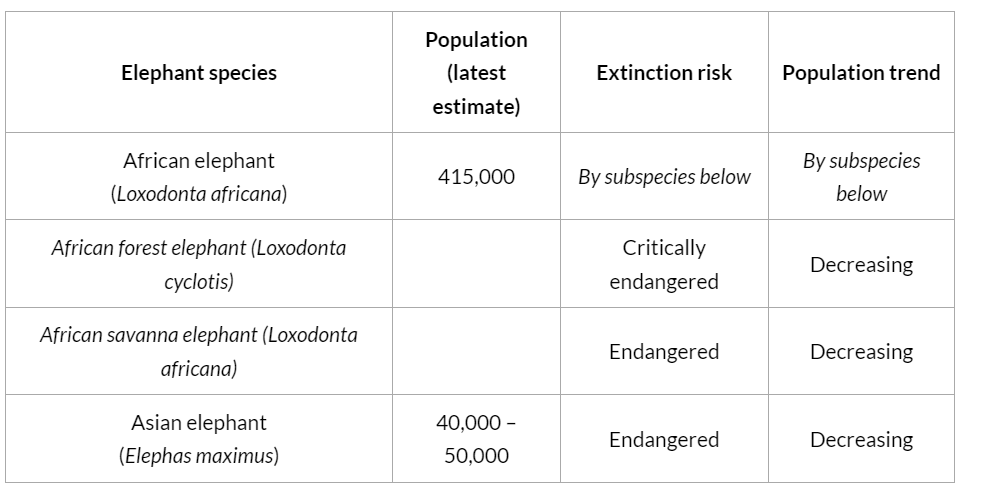 Elephant species
Population
(latest
estimate)
Extinction risk
Population trend
African elephant
(Loxodonta africana)
415,000
By subspecies below
By subspecies
below
African forest elephant (Loxodonta
cyclotis)
Critically
endangered
Decreasing
African savanna elephant (Loxodonta
africana)
Endangered
Decreasing
Asian elephant
(Elephas maximus)
40,000 –
50,000
Endangered
Decreasing